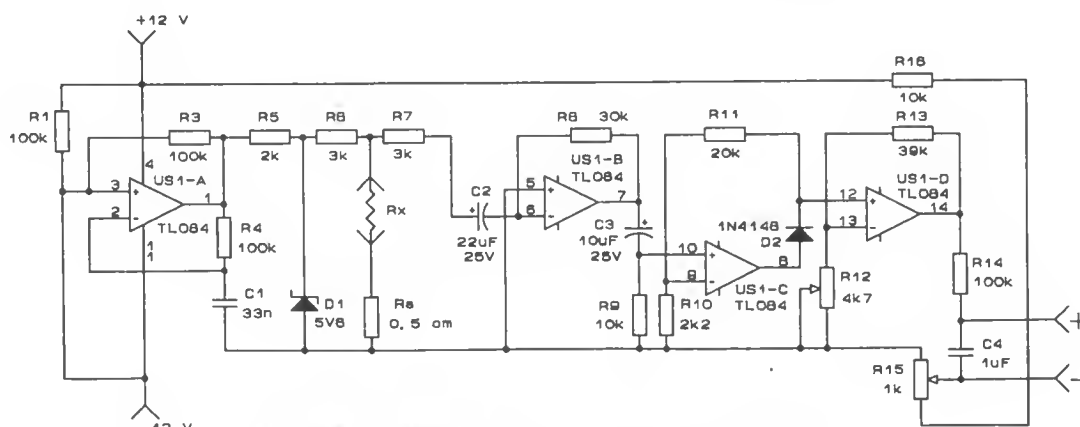 +12 V
R16
10k
R1
100k
R3
100k
R5
2k
R6
3k
R7
3k
R8 30k
R11
20k
R13
39k
4
US1-A
3
+
2
-
1
TL084
1
1
R4
100k
C1
33n
D1
5V6
Rx
Rs
0,5 om
+
C2
22uF
25V
US1-B
TL084
5
+
6
-
7
C3
+
10uF
25V
R9
10k
R10
2k2
10
+
9
-
8
US1-C
TL084
1N4148
D2
US1-D
TL084
12
+
13
-
14
R12
4k7
R14
100k
C4
1uF
R15
1k
+
-
12 V